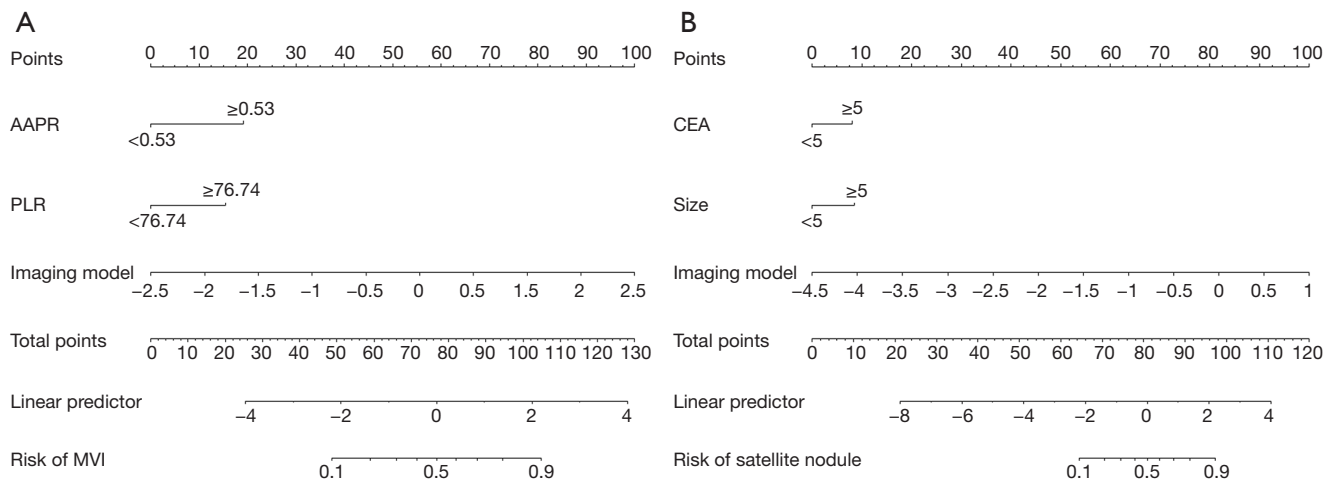 A
Points 0 10 20 30 40 50 60 70 80 90 100
AAPR ≥0.53
<0.53
PLR ≥76.74
<76.74
Imaging model −2.5 −2 −1.5 −1 −0.5 0 0.5 1.5 2 2.5
Total points 0 10 20 30 40 50 60 70 80 90 100 110 120 130
Linear predictor −4 −2 0 2 4
Risk of MVI 0.1 0.5 0.9
B
Points 0 10 20 30 40 50 60 70 80 90 100
CEA ≥5
<5
Size ≥5
<5
Imaging model −4.5 −4 −3.5 −3 −2.5 −2 −1.5 −1 −0.5 0 0.5 1
Total points 0 10 20 30 40 50 60 70 80 90 100 110 120
Linear predictor −8 −6 −4 −2 0 2 4
Risk of satellite nodule 0.1 0.5 0.9